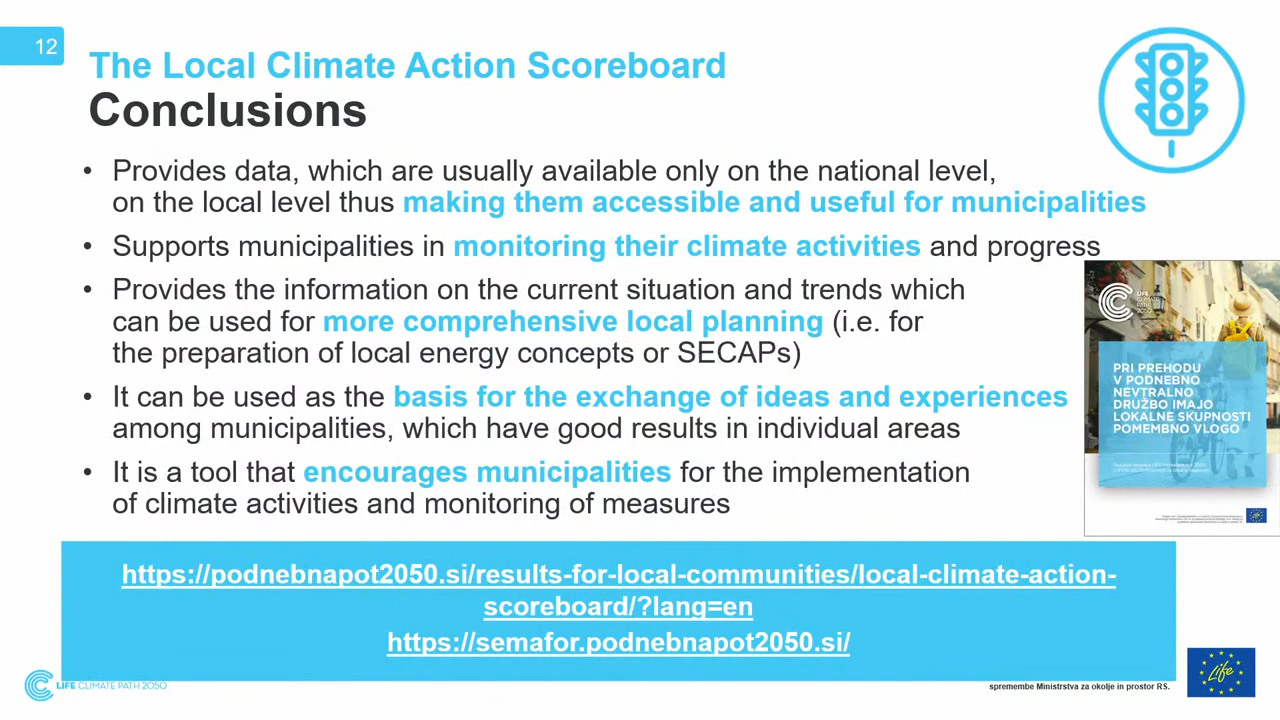 12
The Local Climate Action Scoreboard
Conclusions
• Provides data, which are usually available only on the national level,
on the local level thus making them accessible and useful for municipalities
• Supports municipalities in monitoring their climate activities and progress
• Provides the information on the current situation and trends which
can be used for more comprehensive local planning (i.e. for
the preparation of local energy concepts or SECAPs)
• It can be used as the basis for the exchange of ideas and experiences
among municipalities, which have good results in individual areas
• It is a tool that encourages municipalities for the implementation
of climate activities and monitoring of measures
LIFE
CLIMATE
PATH
2050
PRI PREHODU
V PODNEBNO
NEVTRALNO
DRUŽBO IMAJO
LOKALNE SKUPNOSTI
POMEMBNO VLOGO
https://podnebnapot2050.si/results-for-local-communities/local-climate-action-
scoreboard/?lang=en
https://semafor.podnebnapot2050.si/
LIFE CLIMATE PATH 2050
spremembe Ministrstva za okolje in prostor RS.
Life